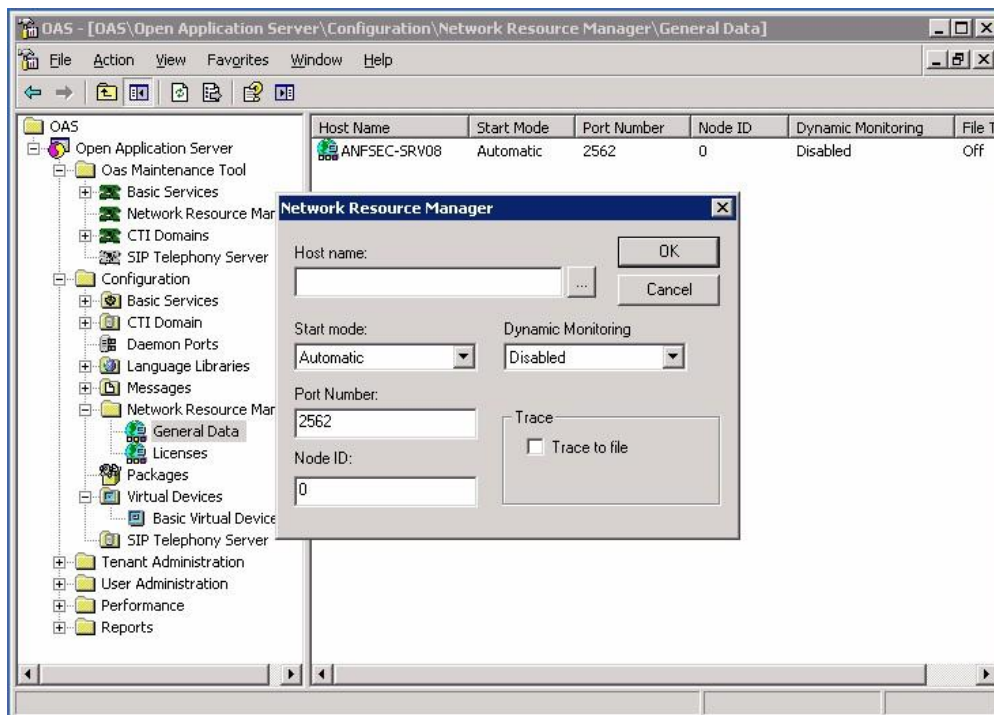 OAS - [OAS\Open Application Server\Configuration\Network Resource Manager\General Data]
File Action View Favorites Window Help
OAS
Open Application Server
Oas Maintenance Tool
Basic Services
Network Resource Mar
CTI Domains
SIP Telephony Server
Configuration
Basic Services
CTI Domain
Daemon Ports
Language Libraries
Messages
Network Resource Mar
General Data
Licenses
Packages
Virtual Devices
Basic Virtual Device
SIP Telephony Server
Tenant Administration
User Administration
Performance
Reports
Host Name Start Mode Port Number Node ID Dynamic Monitoring File T
ANFSEC-SRV08 Automatic 2562 0 Disabled Off
Network Resource Manager
Host name:
...
OK
Cancel
Start mode:
Automatic
Dynamic Monitoring
Disabled
Port Number:
2562
Node ID:
0
Trace
Trace to file